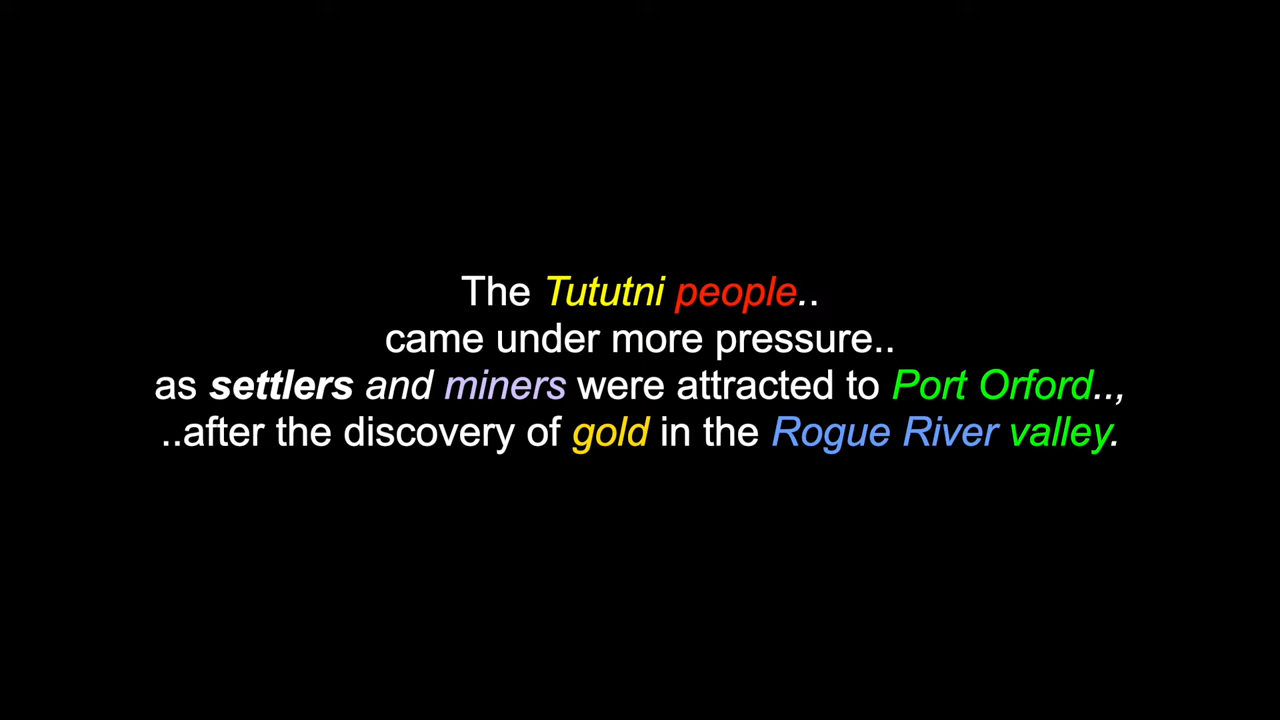 The Tututni people..
came under more pressure..
as settlers and miners were attracted to Port Orford..,
..after the discovery of gold in the Rogue River valley.